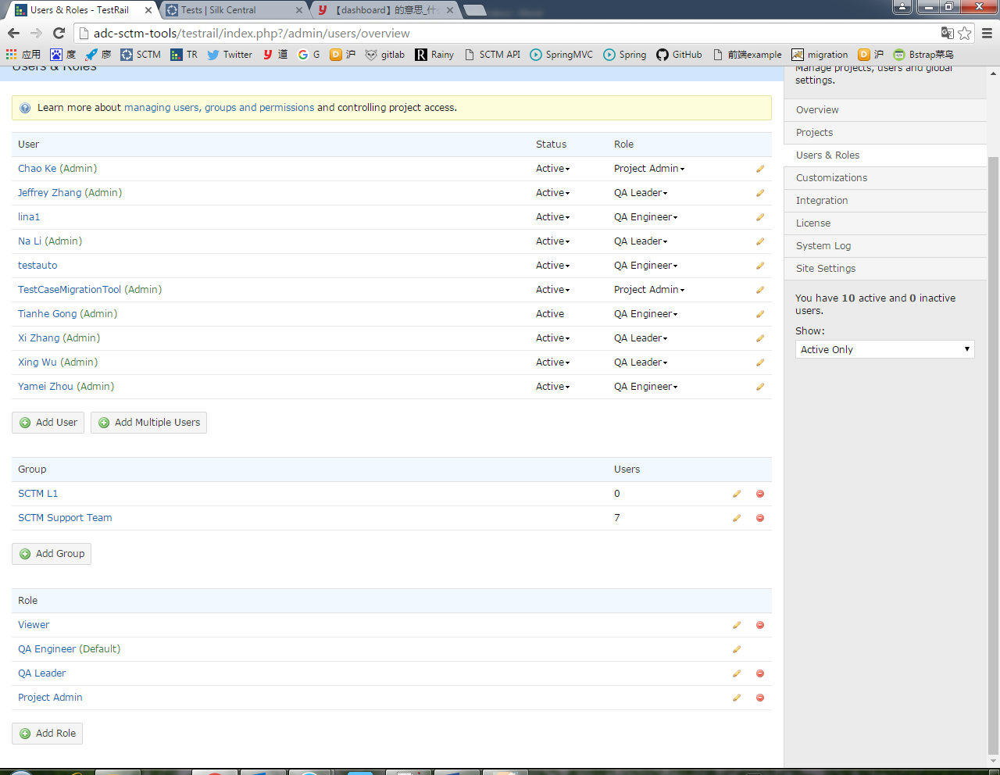 Users & Roles - TestRail
Tests | Silk Central
【dashboard】的意思_什
adc-sctm-tools/testrail/index.php?/admin/users/overview
应用 度 廖 SCTM TR Twitter 道 G 沪 gitlab Rainy SCTM API SpringMVC Spring GitHub 前端example migration 沪 Bstrap菜鸟
Users & Roles
Learn more about managing users, groups and permissions and controlling project access.
User Status Role
Chao Ke (Admin) Active Project Admin
Jeffrey Zhang (Admin) Active QA Leader
lina1 Active QA Engineer
Na Li (Admin) Active QA Leader
testauto Active QA Engineer
TestCaseMigrationTool (Admin) Active Project Admin
Tianhe Gong (Admin) Active QA Engineer
Xi Zhang (Admin) Active QA Leader
Xing Wu (Admin) Active QA Leader
Yamei Zhou (Admin) Active QA Engineer
Add User Add Multiple Users
Group Users
SCTM L1 0
SCTM Support Team 7
Add Group
Role
Viewer
QA Engineer (Default)
QA Leader
Project Admin
Add Role
Manage projects, users and global
settings.
Overview
Projects
Users & Roles
Customizations
Integration
License
System Log
Site Settings
You have 10 active and 0 inactive
users.
Show:
Active Only